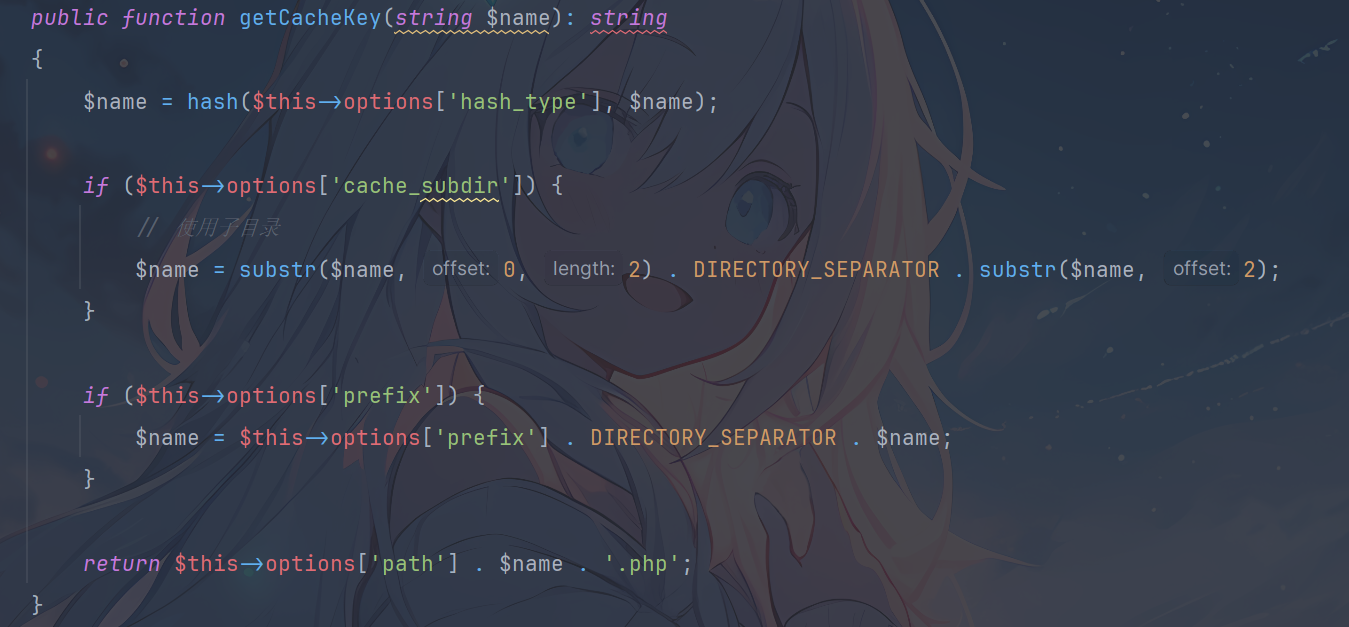 public function getCacheKey(string $name): string
{
$name = hash($this->options['hash_type'], $name);
if ($this->options['cache_subdir']) {
// 使用子目录
$name = substr($name, offset: 0, length: 2) . DIRECTORY_SEPARATOR . substr($name, offset: 2);
}
if ($this->options['prefix']) {
$name = $this->options['prefix'] . DIRECTORY_SEPARATOR . $name;
}
return $this->options['path'] . $name . '.php';
}